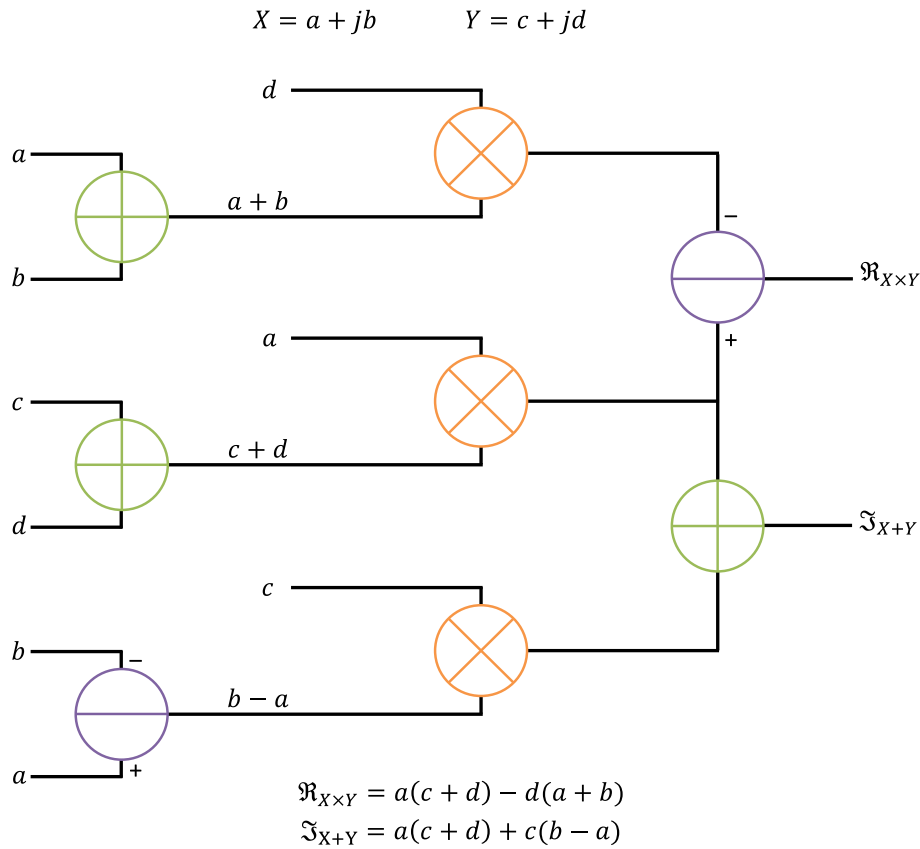 X = a + jb Y = c + jd
d
a
a + b
−
b
ℜ_{X×Y}
a
+
c
c + d
d
ℑ_{X+Y}
c
b
−
b − a
a
+
ℜ_{X×Y} = a(c + d) − d(a + b)
ℑ_{X+Y} = a(c + d) + c(b − a)